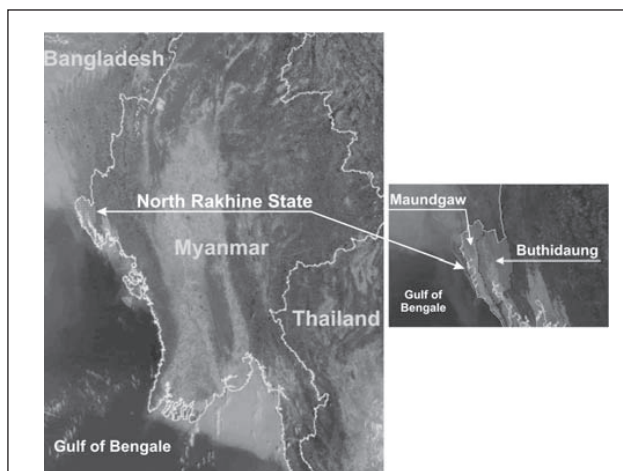 Bangladesh
North Rakhine State
Myanmar
Thailand
Gulf of Bengale
Maundgaw
Buthidaung
Gulf of
Bengale